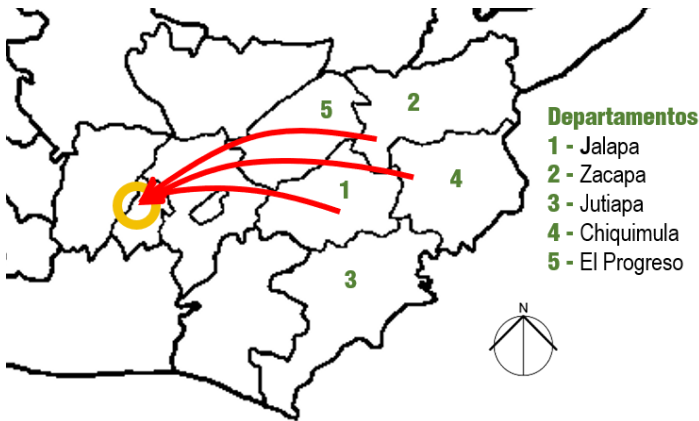 5
2
1
4
3
Departamentos
1 - Jalapa
2 - Zacapa
3 - Jutiapa
4 - Chiquimula
5 - El Progreso
N